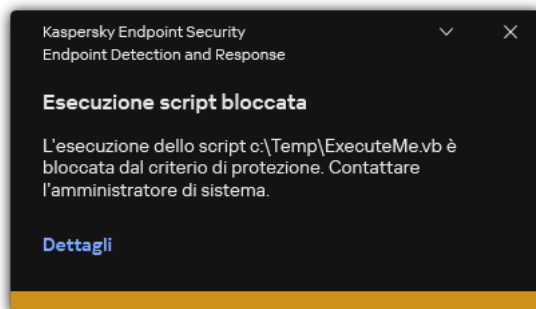 Kaspersky Endpoint Security
Endpoint Detection and Response
Esecuzione script bloccata
L'esecuzione dello script c:\Temp\ExecuteMe.vb è
bloccata dal criterio di protezione. Contattare
l'amministratore di sistema.
Dettagli